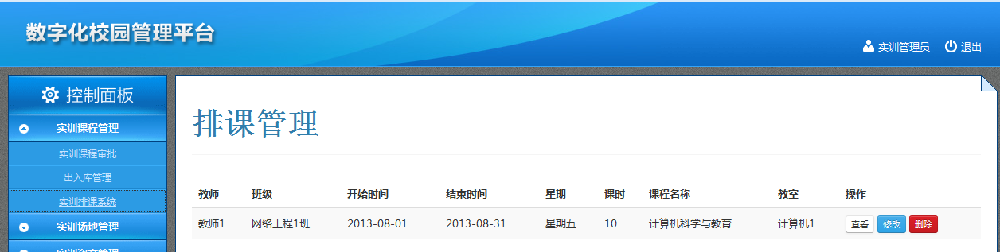 数字化校园管理平台
实训管理员 退出
控制面板
实训课程管理
实训课程审批
出入库管理
实训排课系统
实训场地管理
排课管理
教师 班级 开始时间 结束时间 星期 课时 课程名称 教室 操作
教师1 网络工程1班 2013-08-01 2013-08-31 星期五 10 计算机科学与教育 计算机1 查看 修改 删除